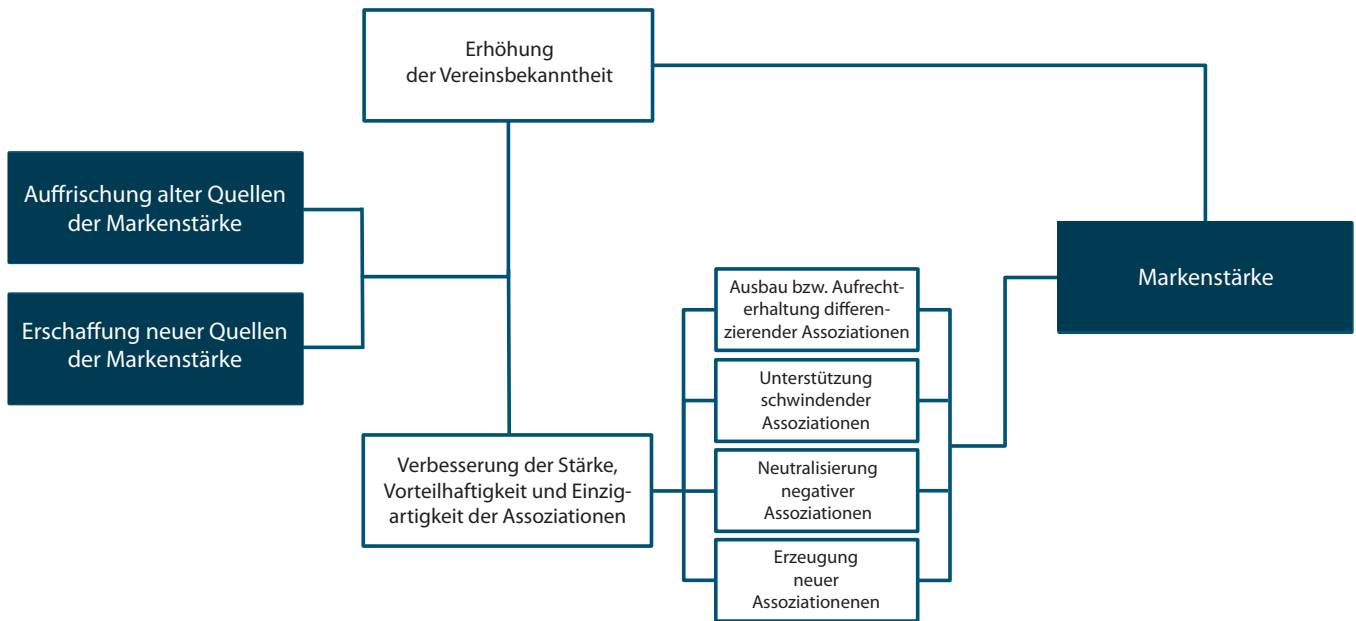 Erhöhung
der Vereinsbekanntheit
Auffrischung alter Quellen
der Markenstärke
Erschaffung neuer Quellen
der Markenstärke
Verbesserung der Stärke,
Vorteilhaftigkeit und Einzig-
artigkeit der Assoziationen
Ausbau bzw. Aufrecht-
erhaltung differen-
zierender Assoziationen
Unterstützung
schwindender
Assoziationen
Neutralisierung
negativer
Assoziationen
Erzeugung
neuer
Assoziationenen
Markenstärke